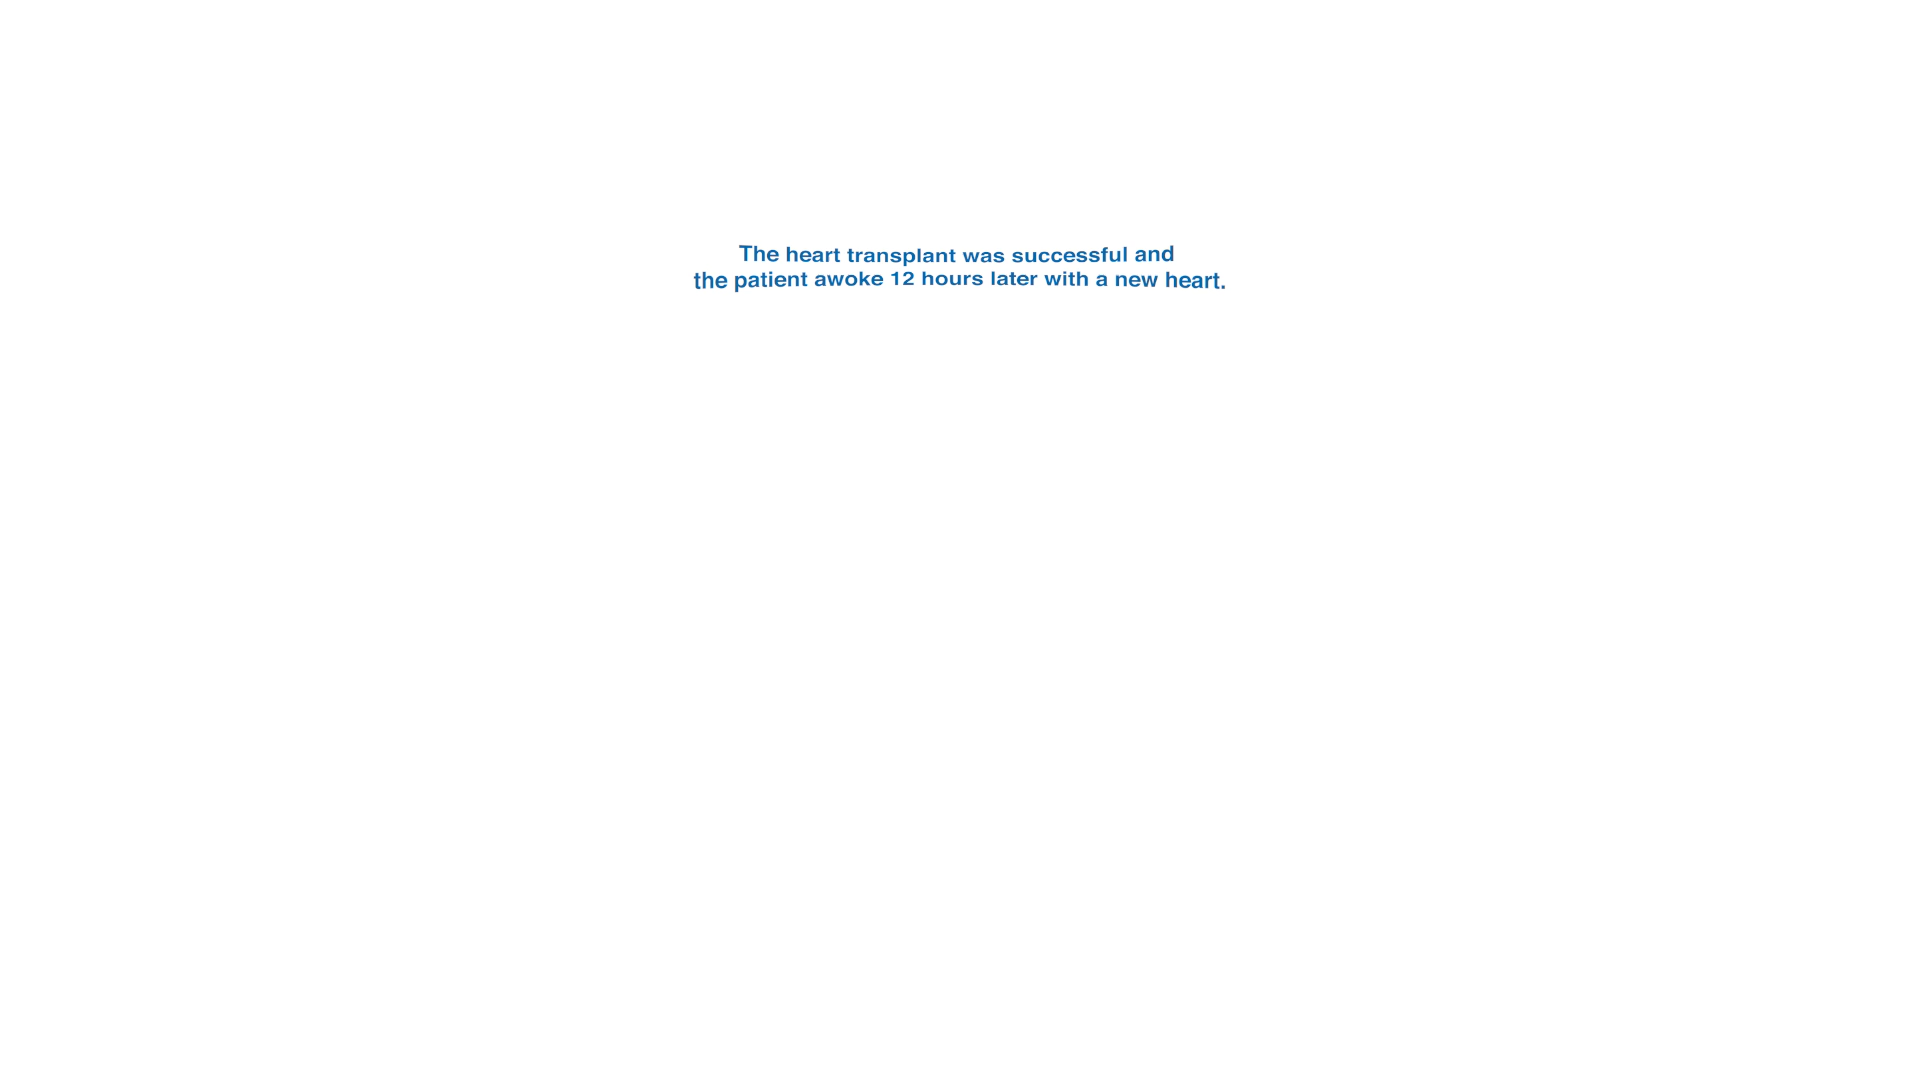 The heart transplant was successful and
the patient awoke 12 hours later with a new heart.